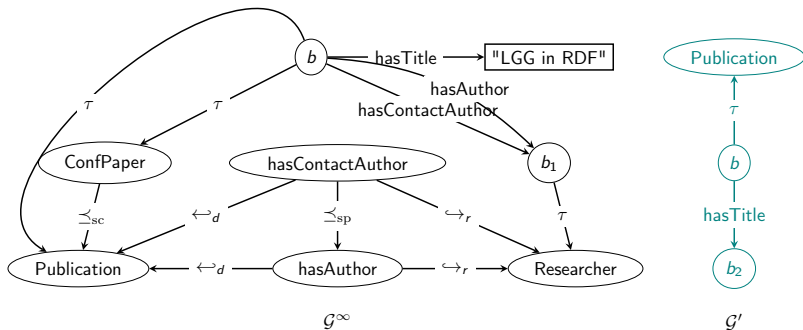 b
hasTitle
"LGG in RDF"
Publication
hasAuthor
hasContactAuthor
τ
τ
τ
ConfPaper
hasContactAuthor
b₁
b
⪯sc
↩d
⪯sp
↪r
τ
hasTitle
Publication
↩d
hasAuthor
↪r
Researcher
b₂
𝒢∞
𝒢′